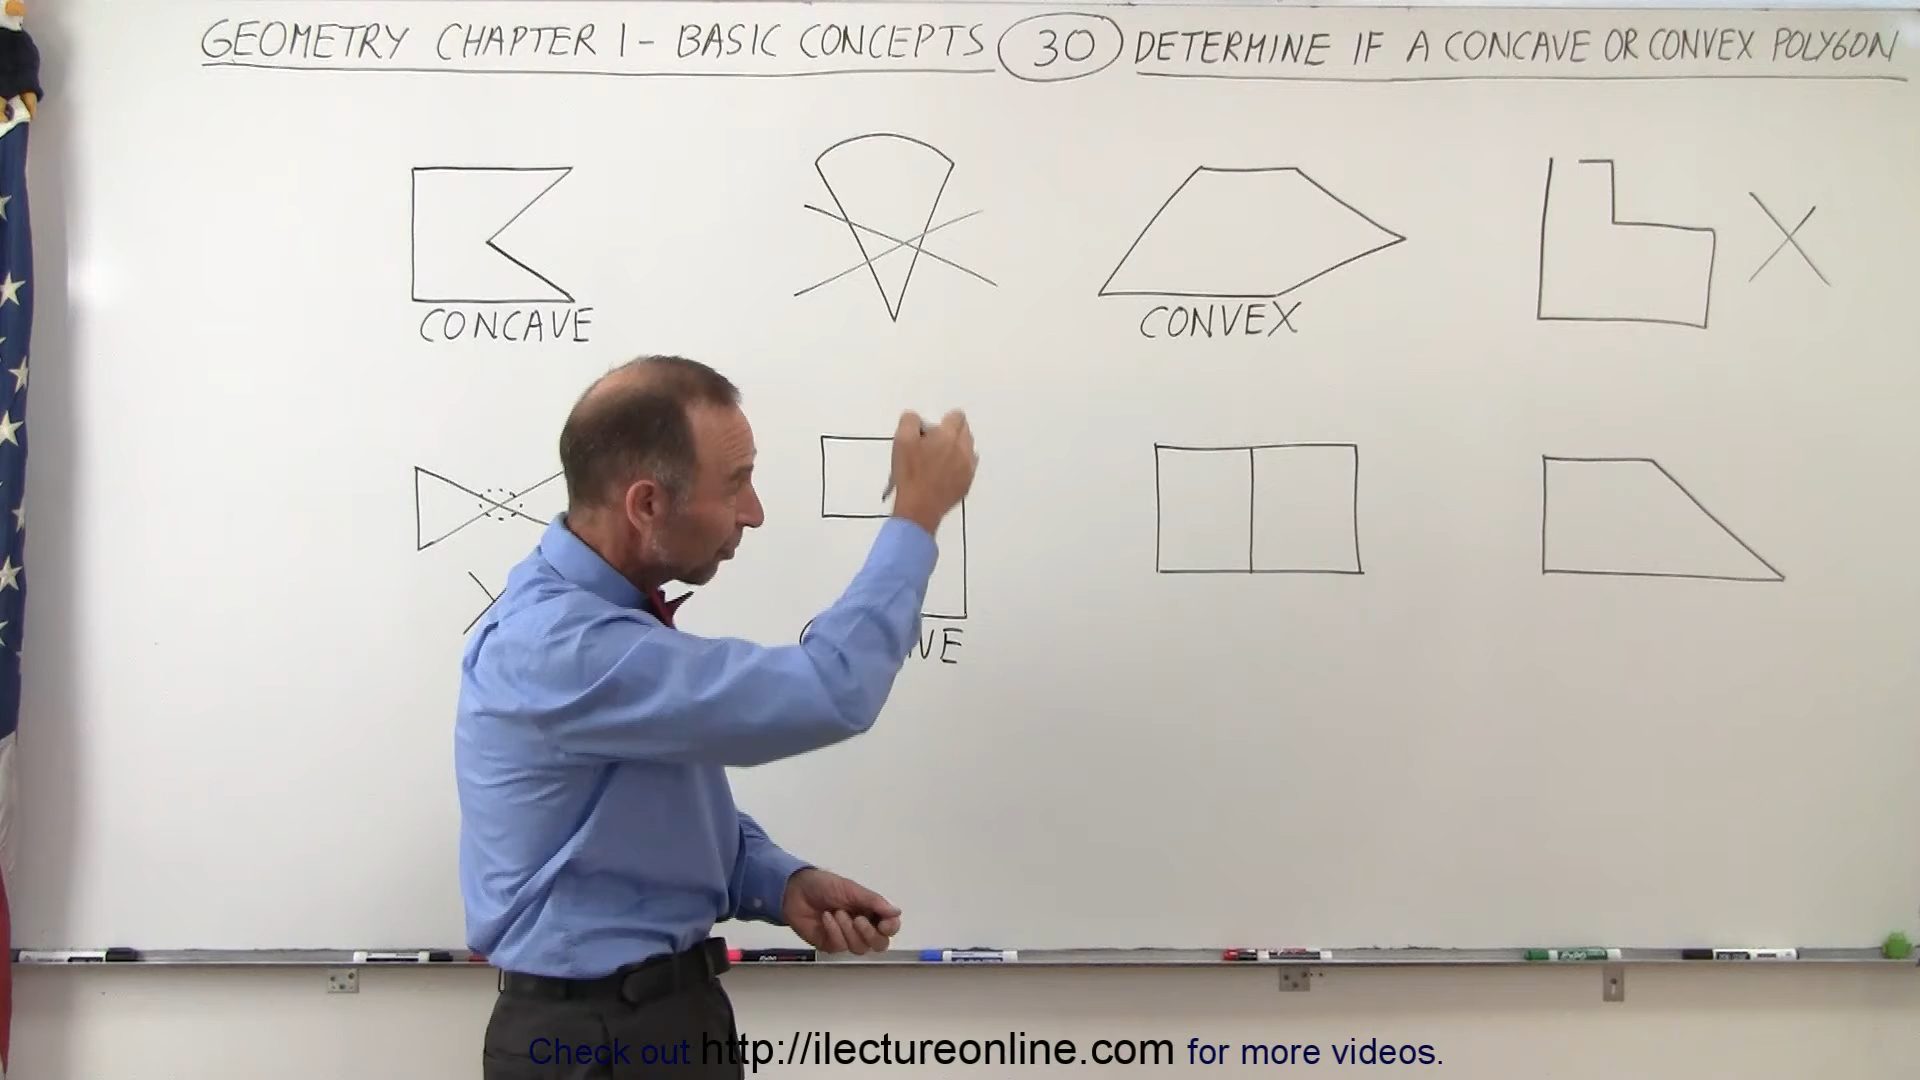 GEOMETRY CHAPTER 1 - BASIC CONCEPTS 30 DETERMINE IF A CONCAVE OR CONVEX POLYGON
CONCAVE
CONVEX
Check out http://ilectureonline.com for more videos.